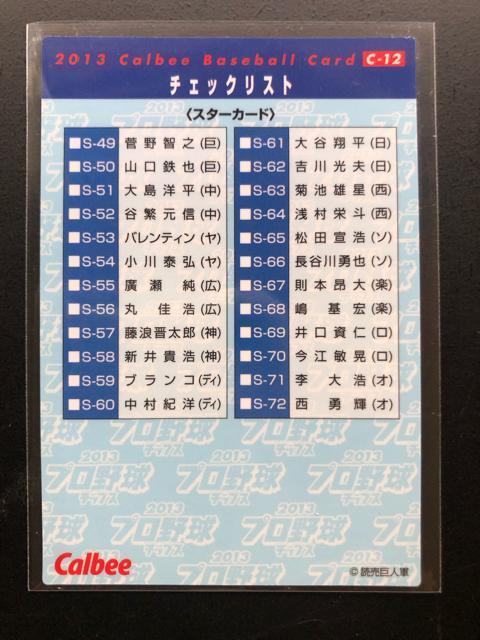 2013 Calbee Baseball Card C-12
チェックリスト
〈スターカード〉
■S-49 菅野智之(巨)
■S-50 山口鉄也(巨)
■S-51 大島洋平(中)
■S-52 谷繁元信(中)
■S-53 バレンティン(ヤ)
■S-54 小川泰弘(ヤ)
■S-55 廣瀬 純(広)
■S-56 丸 佳浩(広)
■S-57 藤浪晋太郎(神)
■S-58 新井貴浩(神)
■S-59 ブランコ(ディ)
■S-60 中村紀洋(ディ)
■S-61 大谷翔平(日)
■S-62 吉川光夫(日)
■S-63 菊池雄星(西)
■S-64 浅村栄斗(西)
■S-65 松田宣浩(ソ)
■S-66 長谷川勇也(ソ)
■S-67 則本昂大(楽)
■S-68 嶋 基宏(楽)
■S-69 井口資仁(ロ)
■S-70 今江敏晃(ロ)
■S-71 李 大浩(オ)
■S-72 西 勇輝(オ)
2013
プロ野球
チップス
Calbee
©読売巨人軍